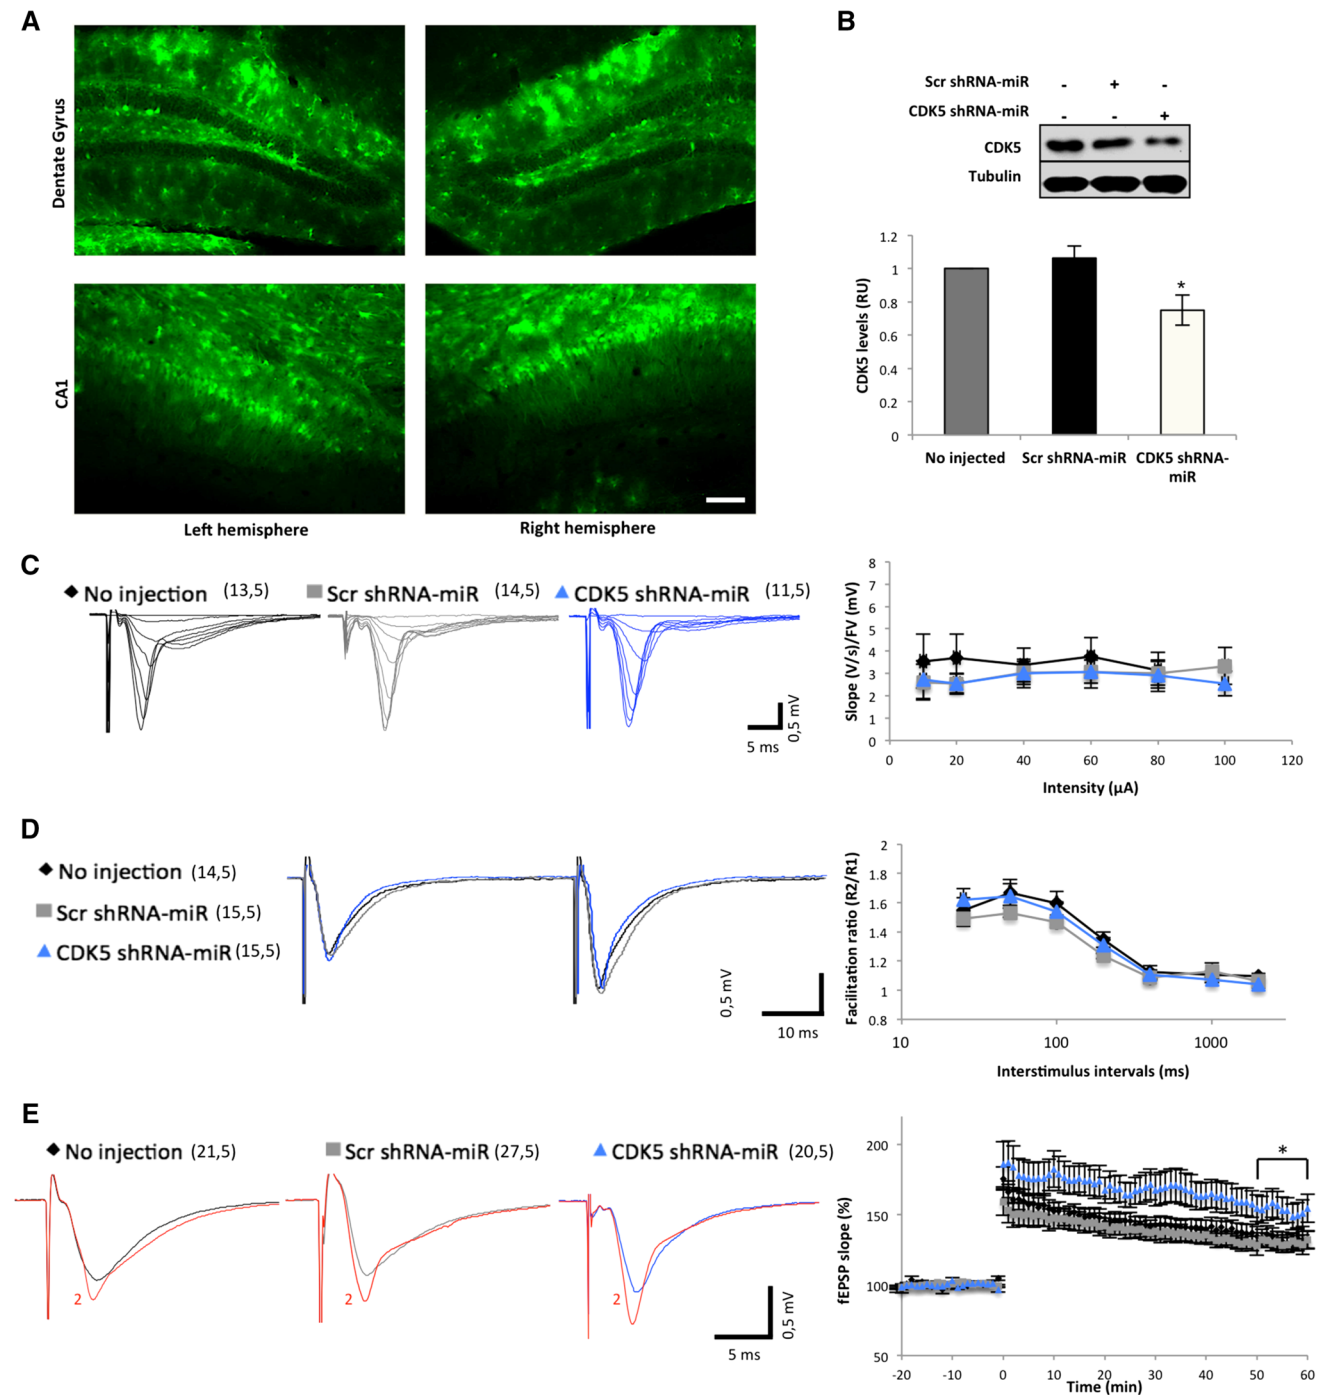 A
Dentate Gyrus
CA1
Left hemisphere
Right hemisphere
B
Scr shRNA-miR - + -
CDK5 shRNA-miR - - +
CDK5
Tubulin
CDK5 levels (RU)
1.2
1
0.8
0.6
0.4
0.2
0
*
No injected
Scr shRNA-miR
CDK5 shRNA-
miR
C
No injection (13,5)
Scr shRNA-miR (14,5)
CDK5 shRNA-miR (11,5)
0,5 mV
5 ms
Slope (V/s)/FV (mV)
8
7
6
5
4
3
2
1
0
0 20 40 60 80 100 120
Intensity (µA)
D
No injection (14,5)
Scr shRNA-miR (15,5)
CDK5 shRNA-miR (15,5)
0,5 mV
10 ms
Facilitation ratio (R2/R1)
2
1.8
1.6
1.4
1.2
1
0.8
10 100 1000
Interstimulus intervals (ms)
E
No injection (21,5)
Scr shRNA-miR (27,5)
CDK5 shRNA-miR (20,5)
2
2
2
0,5 mV
5 ms
fEPSP slope (%)
200
150
100
50
*
-20 -10 0 10 20 30 40 50 60
Time (min)